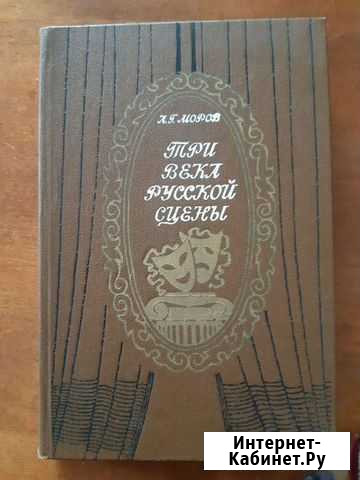 А.Г. МОРОВ
ТРИ
ВЕКА
РУССКОЙ
СЦЕНЫ
Интернет-
Кабинет.Ру